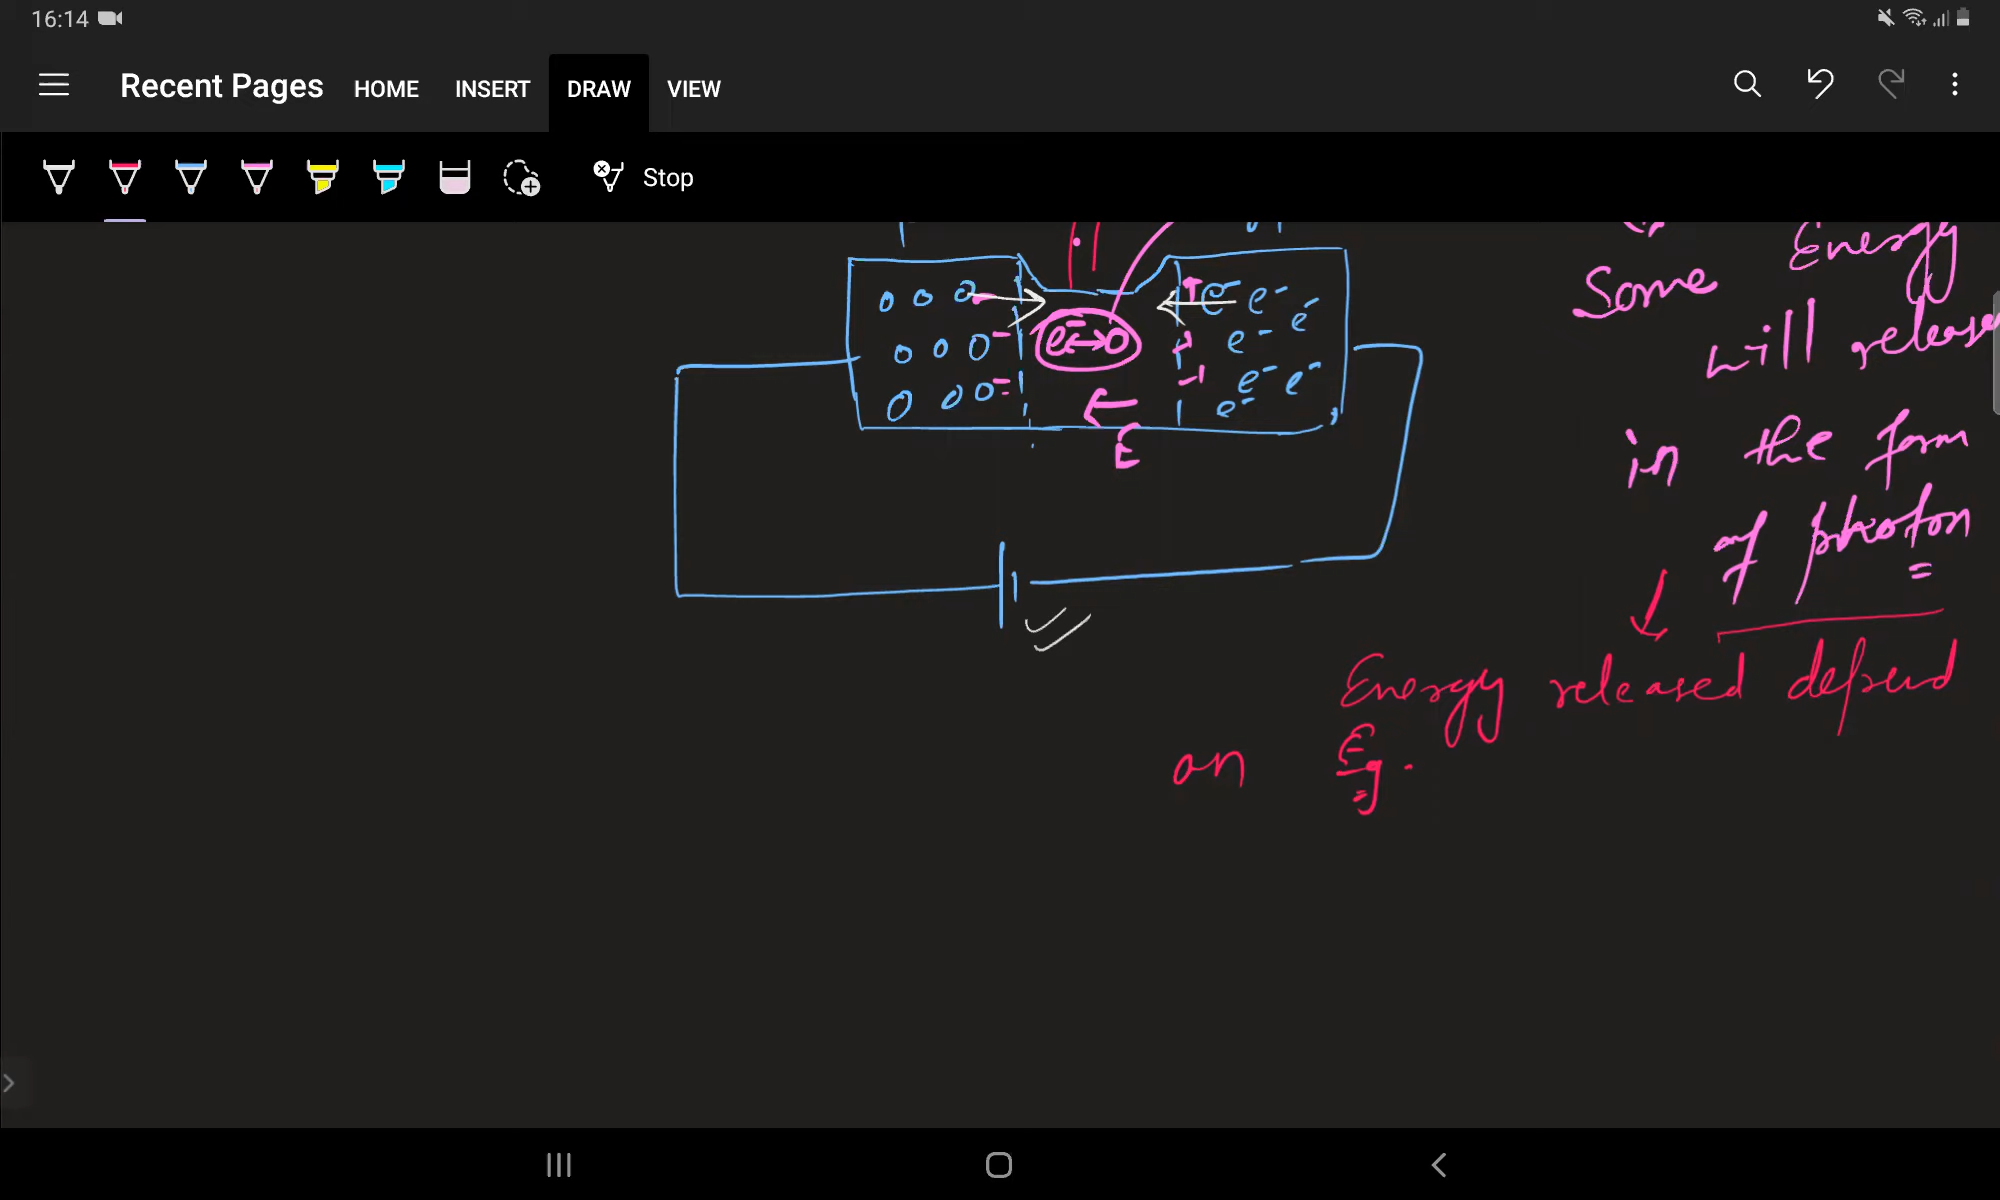 16:14
Recent Pages HOME INSERT DRAW VIEW
Stop
Energy
Some
will release
in the form
of photon
o o o e- e- e-
o o o e- o e-
o o o e- e- e-
E
Energy released depend
on Eg.